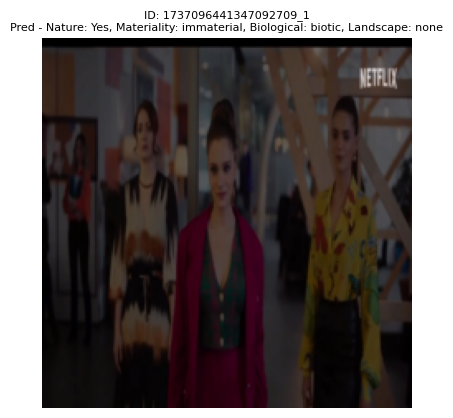 ID: 1737096441347092709_1
Pred - Nature: Yes, Materiality: immaterial, Biological: biotic, Landscape: none
NETFLIX